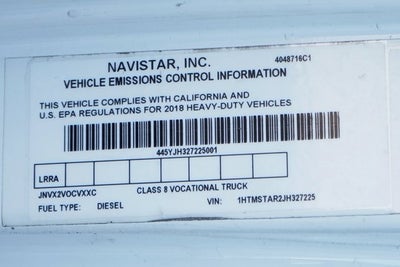 NAVISTAR, INC.
4048716C1
VEHICLE EMISSIONS CONTROL INFORMATION
THIS VEHICLE COMPLIES WITH CALIFORNIA AND
U.S. EPA REGULATIONS FOR 2018 HEAVY-DUTY VEHICLES
445YJH327225001
LRRA
JNVX2VOCVXXC CLASS 8 VOCATIONAL TRUCK
FUEL TYPE: DIESEL VIN: 1HTMSTAR2JH327225